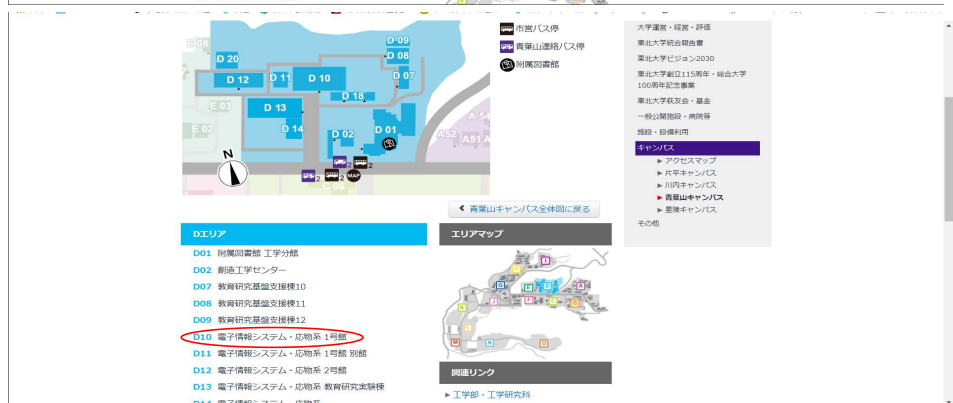 E 08
D 20
D 12
D 11
D 10
D 09
D 08
D 07
D 18
D 13
D 14
D 02
D 01
E 03
E 02
A 54
A52
A51
N
2
2
2
2
MAP
C 06
市営バス停
青葉山連絡バス停
附属図書館
青葉山キャンパス全体図に戻る
Dエリア
D01 附属図書館 工学分館
D02 創造工学センター
D07 教育研究基盤支援棟10
D08 教育研究基盤支援棟11
D09 教育研究基盤支援棟12
D10 電子情報システム・応物系 1号館
D11 電子情報システム・応物系 1号館 別館
D12 電子情報システム・応物系 2号館
D13 電子情報システム・応物系 教育研究実験棟
エリアマップ
I
H
G
E
D
A
J
F
C
B
K
L
M
N
O
関連リンク
工学部・工学研究科
大学運営・経営・評価
東北大学統合報告書
東北大学ビジョン2030
東北大学創立115周年・総合大学
100周年記念事業
東北大学萩友会・基金
一般公開施設・病院等
施設・設備利用
キャンパス
アクセスマップ
片平キャンパス
川内キャンパス
青葉山キャンパス
星陵キャンパス
その他